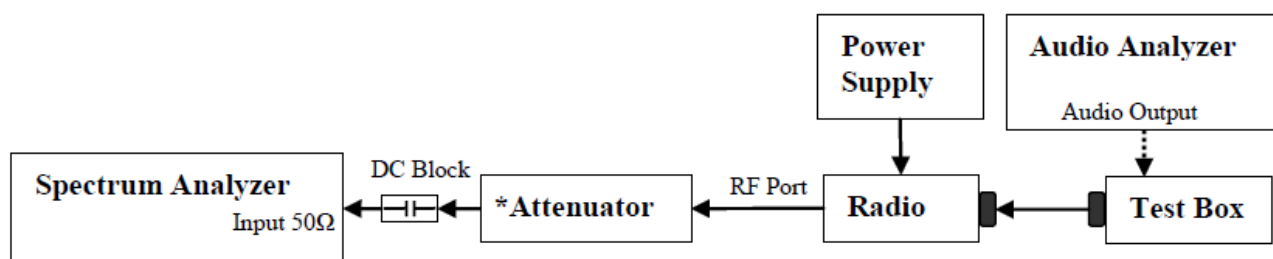 Power
Supply
Audio Analyzer
Audio Output
Spectrum Analyzer
Input 50Ω
DC Block
*Attenuator
RF Port
Radio
Test Box